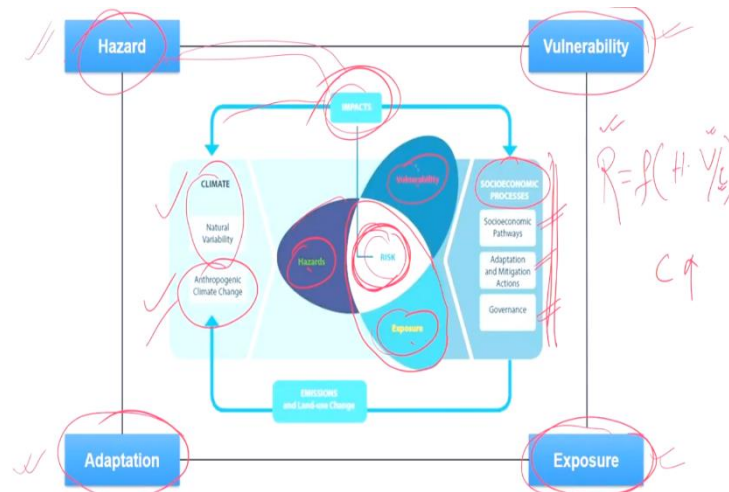 Hazard
Vulnerability
IMPACTS
CLIMATE
Natural
Variability
Anthropogenic
Climate Change
Vulnerability
Hazards
RISK
Exposure
SOCIOECONOMIC
PROCESSES
Socioeconomic
Pathways
Adaptation
and Mitigation
Actions
Governance
R=f(H.V/
EMISSIONS
and Land-use Change
Adaptation
Exposure